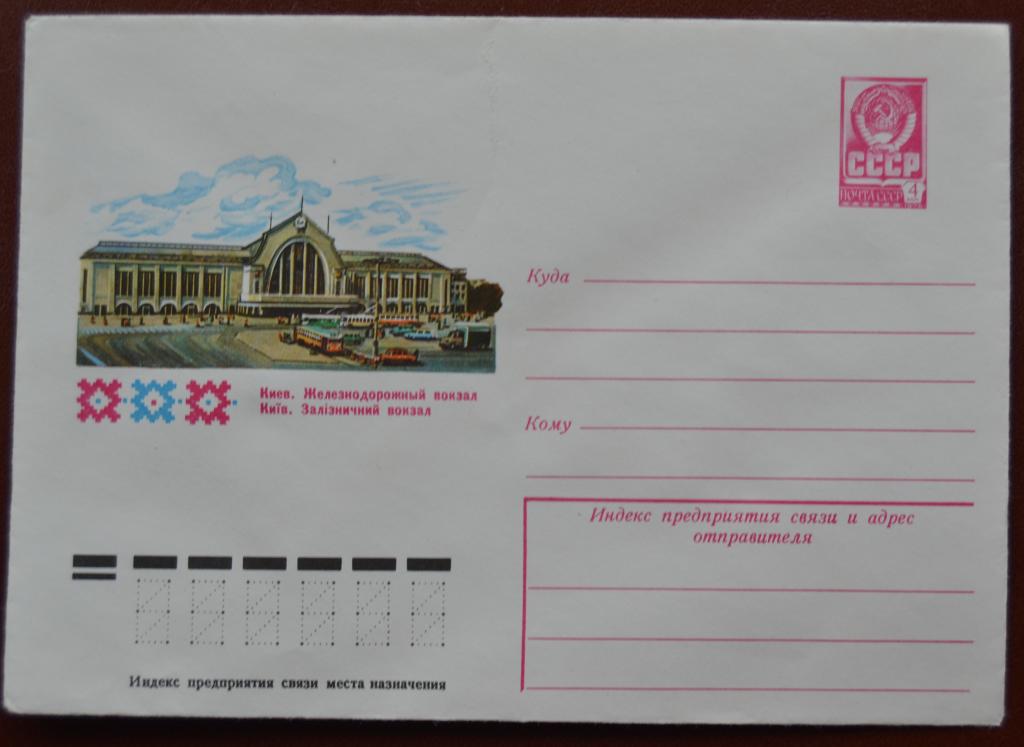 СССР
ПОЧТА СССР
4
Киев. Железнодорожный вокзал
Київ. Залізничний вокзал
Куда
Кому
Индекс предприятия связи и адрес
отправителя
Индекс предприятия связи места назначения